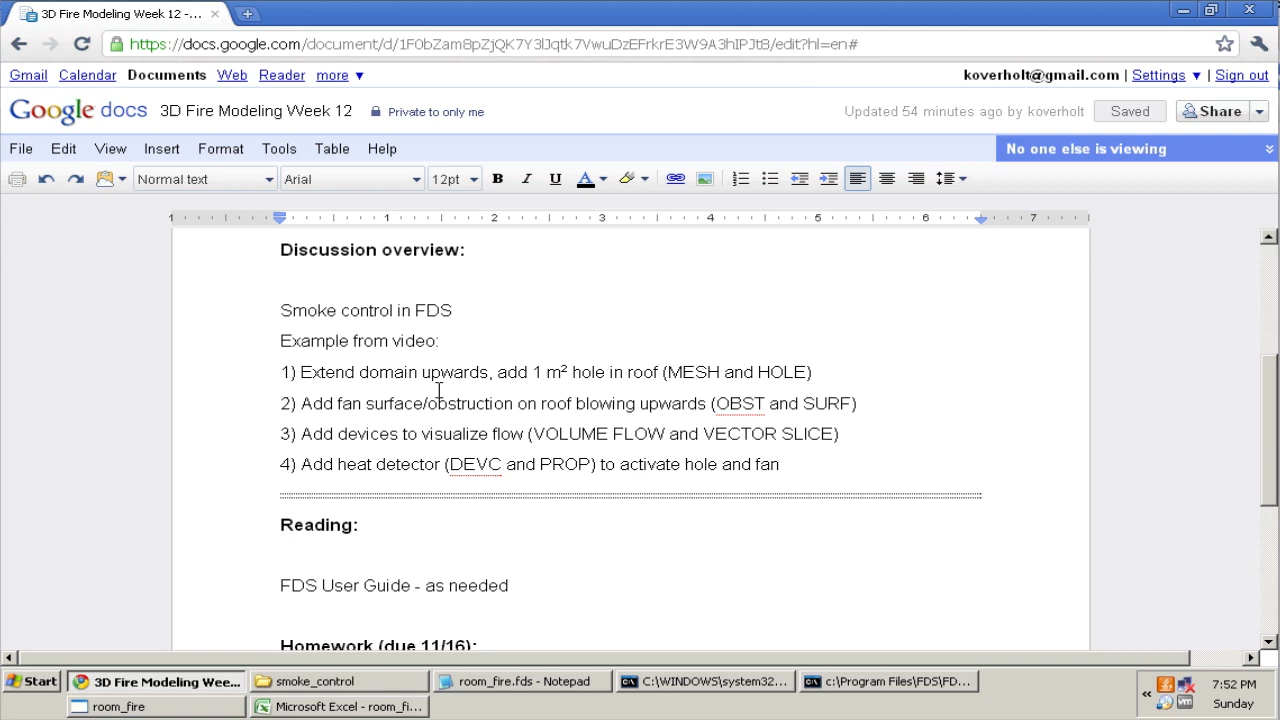 3D Fire Modeling Week 12 -...
https://docs.google.com/document/d/1F0bZam8pZjQK7Y3lJqtk7VwuDzEFrkrE3W9A3hIPJt8/edit?hl=en#
Gmail Calendar Documents Web Reader more ▼ koverholt@gmail.com | Settings ▼ | Sign out
Google docs 3D Fire Modeling Week 12 Private to only me Updated 54 minutes ago by koverholt Saved Share
File Edit View Insert Format Tools Table Help No one else is viewing
Normal text Arial 12pt B I U A
1 1 2 3 4 5 6 7
Discussion overview:
Smoke control in FDS
Example from video:
1) Extend domain upwards, add 1 m² hole in roof (MESH and HOLE)
2) Add fan surface/obstruction on roof blowing upwards (OBST and SURF)
3) Add devices to visualize flow (VOLUME FLOW and VECTOR SLICE)
4) Add heat detector (DEVC and PROP) to activate hole and fan
Reading:
FDS User Guide - as needed
Homework (due 11/16):
Start 3D Fire Modeling Wee... smoke_control room_fire.fds - Notepad C:\WINDOWS\system32... c:\Program Files\FDS\FD... 7:52 PM
room_fire Microsoft Excel - room_fi... Sunday